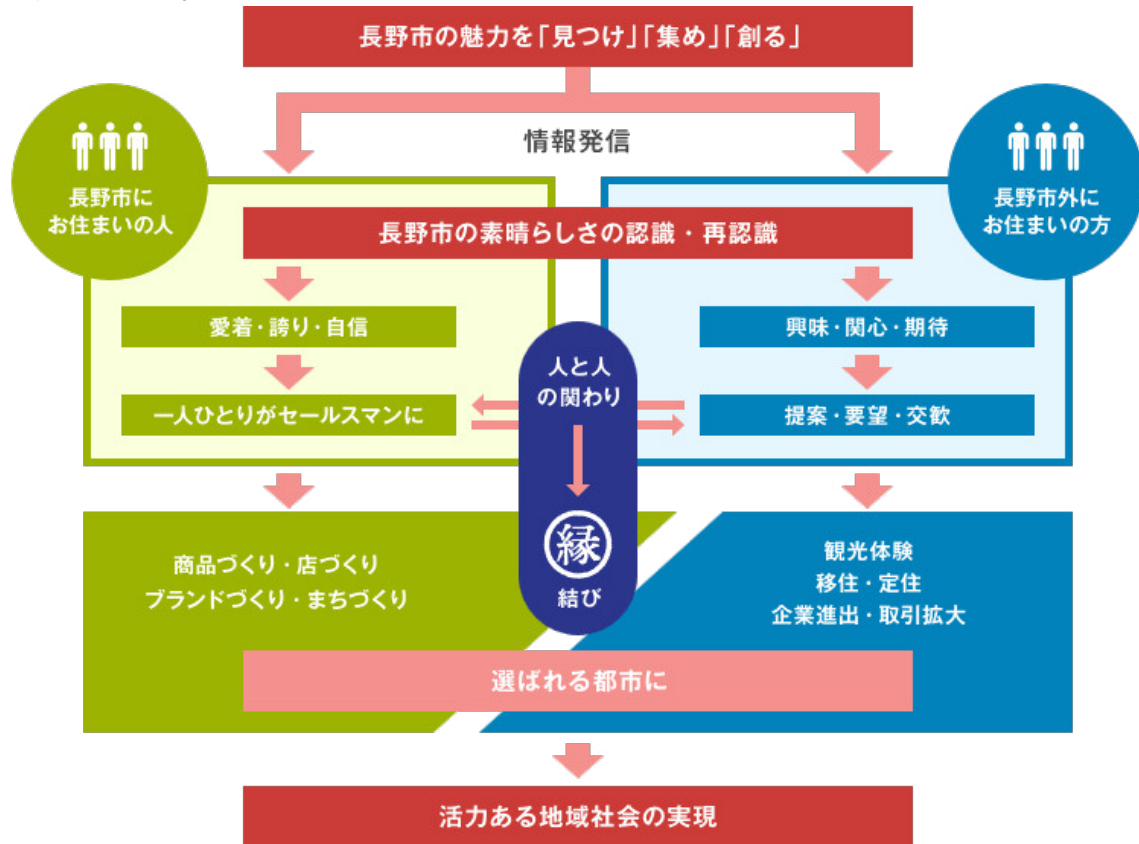 長野市の魅力を「見つけ」「集め」「創る」
情報発信
長野市に
お住まいの人
長野市外に
お住まいの方
長野市の素晴らしさの認識・再認識
愛着・誇り・自信
一人ひとりがセールスマンに
興味・関心・期待
提案・要望・交歓
人と人
の関わり
縁
結び
商品づくり・店づくり
ブランドづくり・まちづくり
観光体験
移住・定住
企業進出・取引拡大
選ばれる都市に
活力ある地域社会の実現